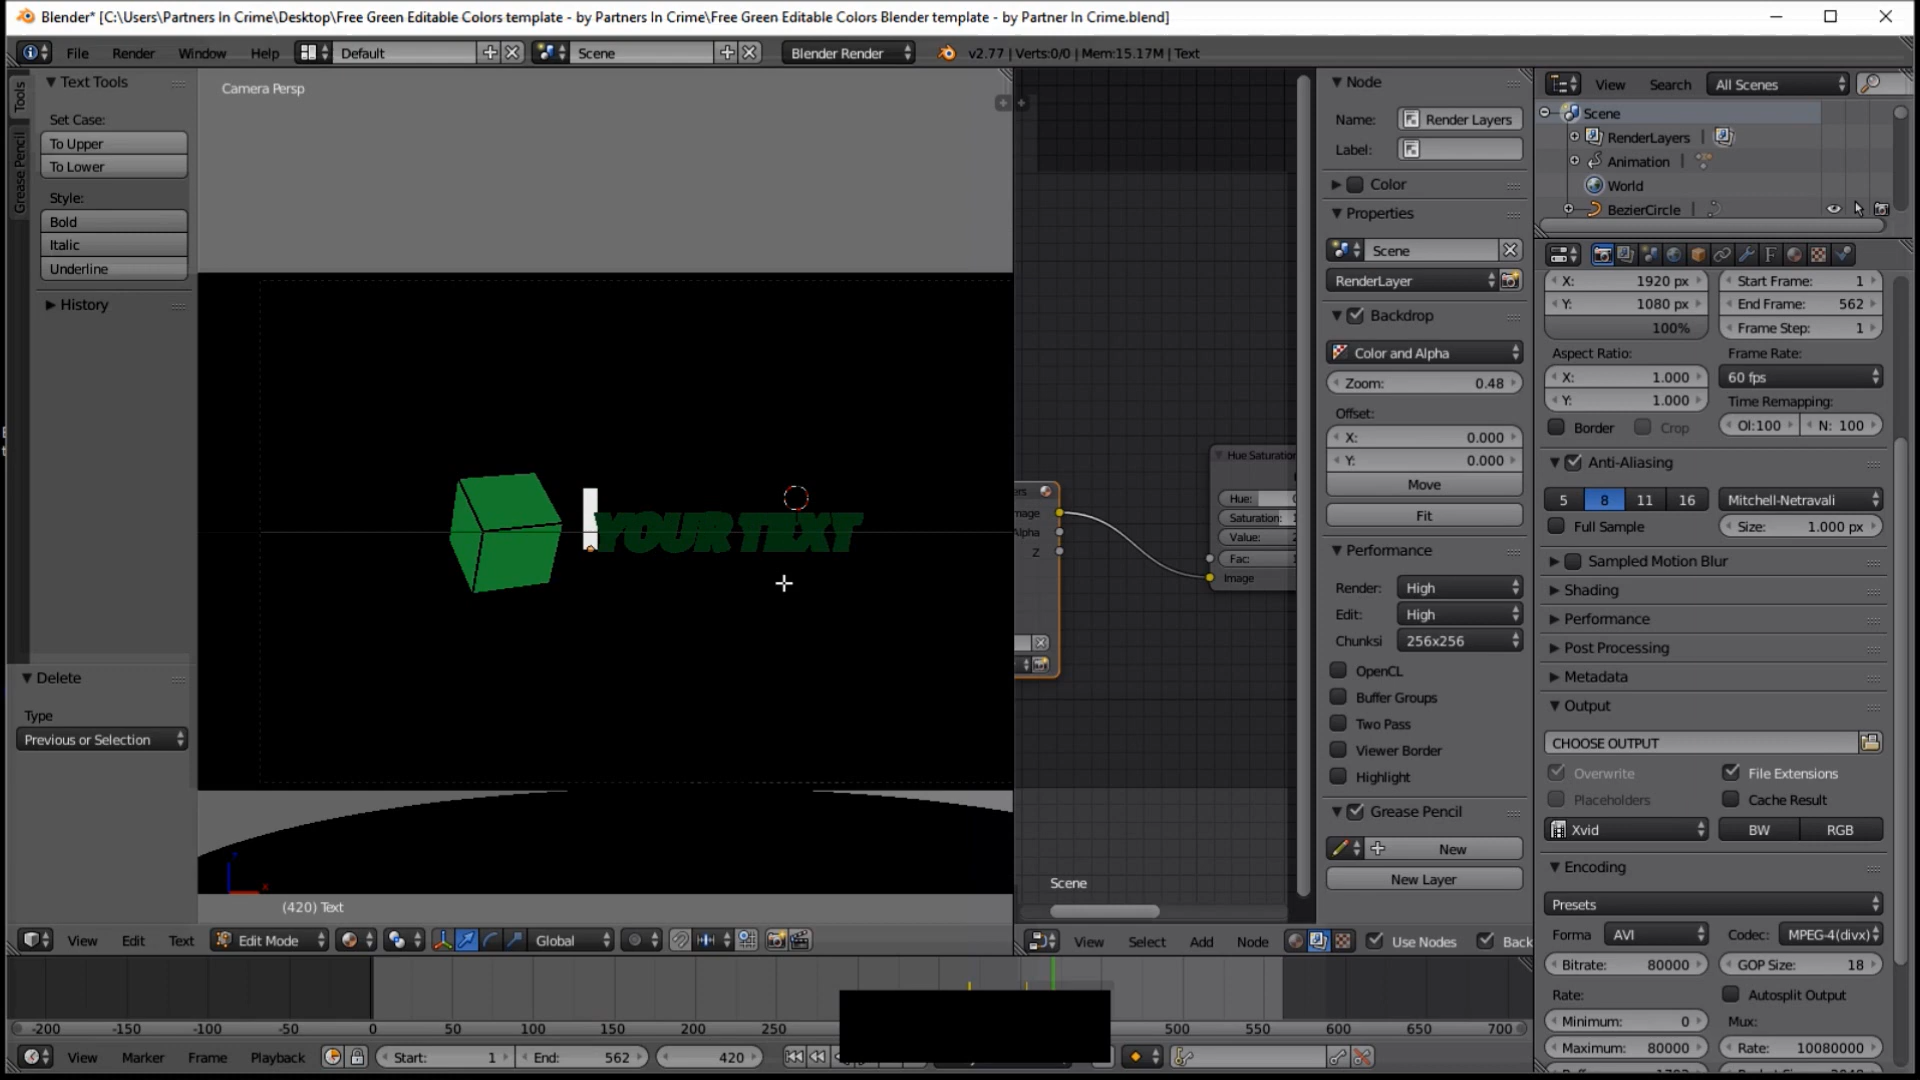 Blender* [C:\Users\Partners In Crime\Desktop\Free Green Editable Colors template - by Partners In Crime\Free Green Editable Colors Blender template - by Partner In Crime.blend]
File Render Window Help Default Scene Blender Render v2.77 | Verts:0/0 | Mem:15.17M | Text
Tools
Grease Pencil
Text Tools
Set Case:
To Upper
To Lower
Style:
Bold
Italic
Underline
History
Delete
Type
Previous or Selection
Camera Persp
YOUR TEXT
(420) Text
View Edit Text Edit Mode Global
Image
Alpha
Z
Hue Saturation
Hue:
Saturation:
Value:
Fac:
Image
Scene
View Select Add Node Use Nodes Back
Node
Name: Render Layers
Label:
Color
Properties
Scene
RenderLayer
Backdrop
Color and Alpha
Zoom: 0.48
Offset:
X: 0.000
Y: 0.000
Move
Fit
Performance
Render: High
Edit: High
Chunksi 256x256
OpenCL
Buffer Groups
Two Pass
Viewer Border
Highlight
Grease Pencil
New
New Layer
View Search All Scenes
Scene
RenderLayers
Animation
World
BezierCircle
X: 1920 px
Y: 1080 px
100%
Start Frame: 1
End Frame: 562
Frame Step: 1
Aspect Ratio:
X: 1.000
Y: 1.000
Frame Rate:
60 fps
Time Remapping:
Ol:100 N: 100
Border Crop
Anti-Aliasing
5 8 11 16 Mitchell-Netravali
Full Sample Size: 1.000 px
Sampled Motion Blur
Shading
Performance
Post Processing
Metadata
Output
CHOOSE OUTPUT
Overwrite File Extensions
Placeholders Cache Result
Xvid BW RGB
Encoding
Presets
Forma AVI Codec: MPEG-4(divx)
Bitrate: 80000 GOP Size: 18
Rate: Autosplit Output
Minimum: 0 Mux:
Maximum: 80000 Rate: 10080000
-200 -150 -100 -50 0 50 100 150 200 250 500 550 600 650 700
View Marker Frame Playback Start: 1 End: 562 420